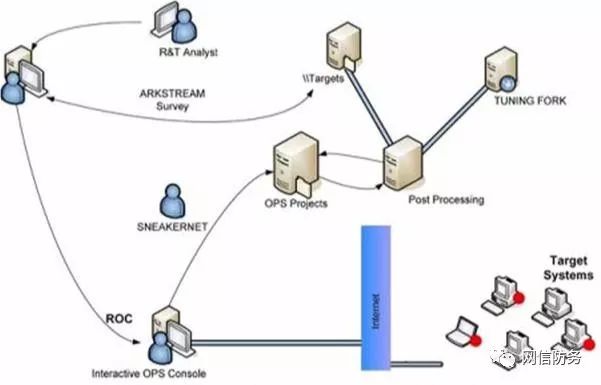 R&T Analyst
ARKSTREAM
Survey
\\Targets
TUNING FORK
OPS Projects
Post Processing
SNEAKERNET
Internet
Target
Systems
ROC
Interactive OPS Console
网信防务